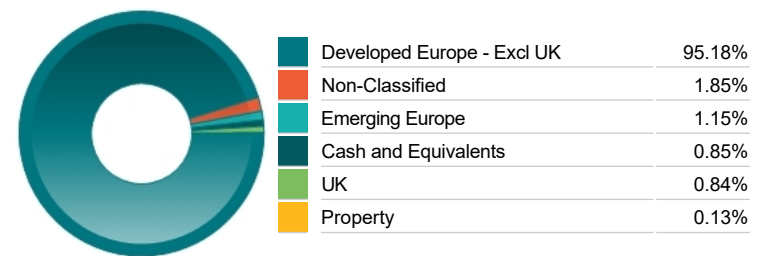 Developed Europe - Excl UK 95.18%
Non-Classified 1.85%
Emerging Europe 1.15%
Cash and Equivalents 0.85%
UK 0.84%
Property 0.13%